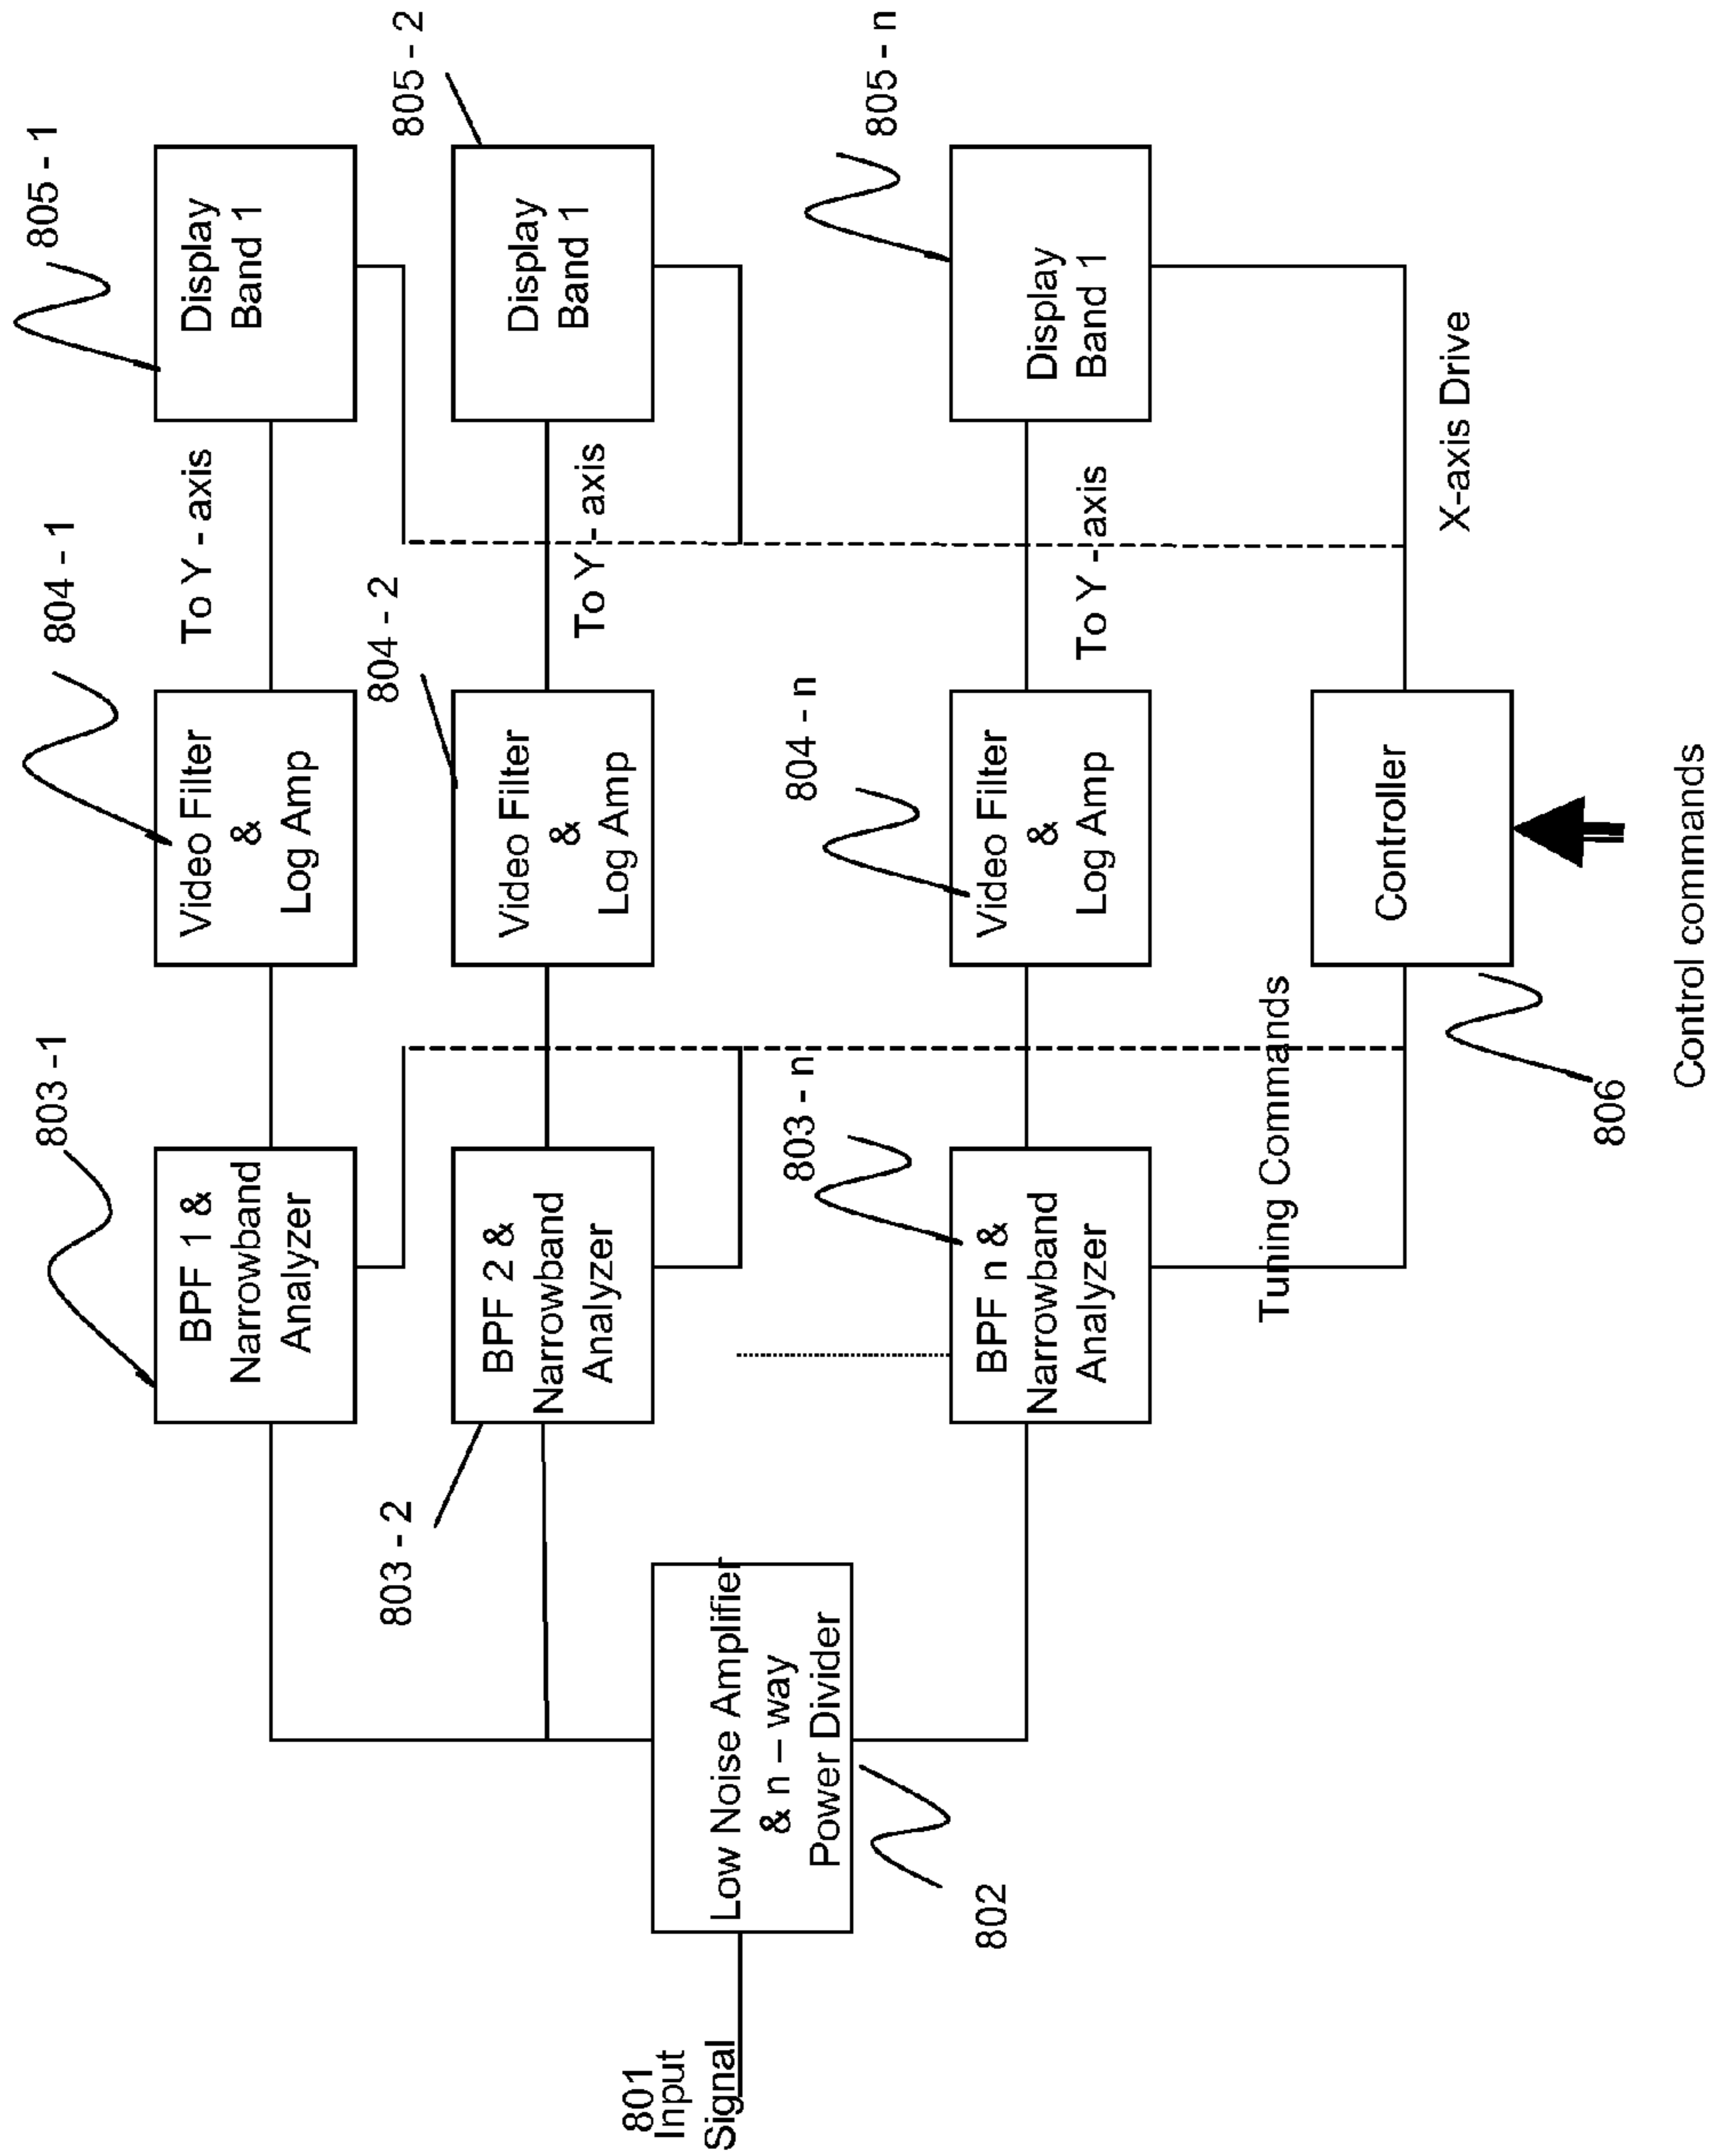 803 -1
804 - 1
805 - 1
BPF 1 &
Narrowband
Analyzer
Video Filter
&
Log Amp
To Y - axis
Display
Band 1
803 - 2
804 - 2
805 - 2
BPF 2 &
Narrowband
Analyzer
Video Filter
&
Log Amp
To Y - axis
Display
Band 1
801
Input
Signal
Low Noise Amplifier
& n – way
Power Divider
802
803 - n
804 - n
805 - n
BPF n &
Narrowband
Analyzer
Video Filter
&
Log Amp
To Y - axis
Display
Band 1
Tuning Commands
Controller
X-axis Drive
806
Control commands